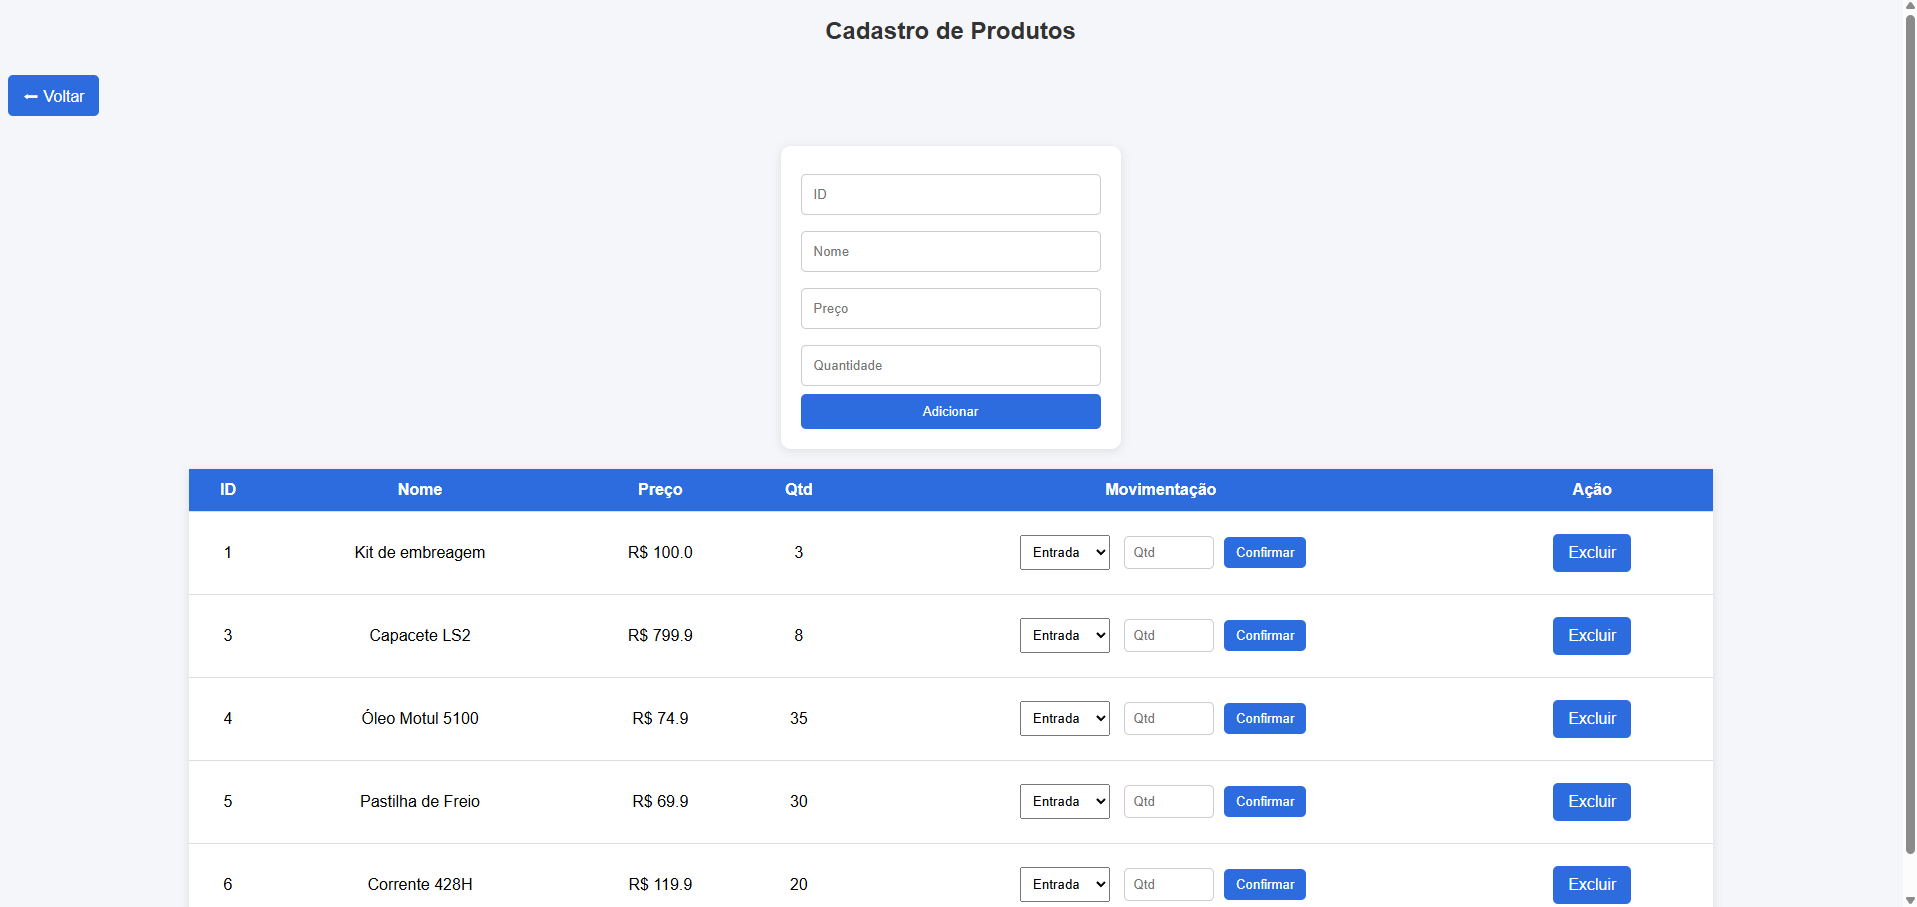 Cadastro de Produtos
← Voltar
ID
Nome
Preço
Quantidade
Adicionar
ID Nome Preço Qtd Movimentação Ação
1 Kit de embreagem R$ 100.0 3 Entrada Qtd Confirmar Excluir
3 Capacete LS2 R$ 799.9 8 Entrada Qtd Confirmar Excluir
4 Óleo Motul 5100 R$ 74.9 35 Entrada Qtd Confirmar Excluir
5 Pastilha de Freio R$ 69.9 30 Entrada Qtd Confirmar Excluir
6 Corrente 428H R$ 119.9 20 Entrada Qtd Confirmar Excluir